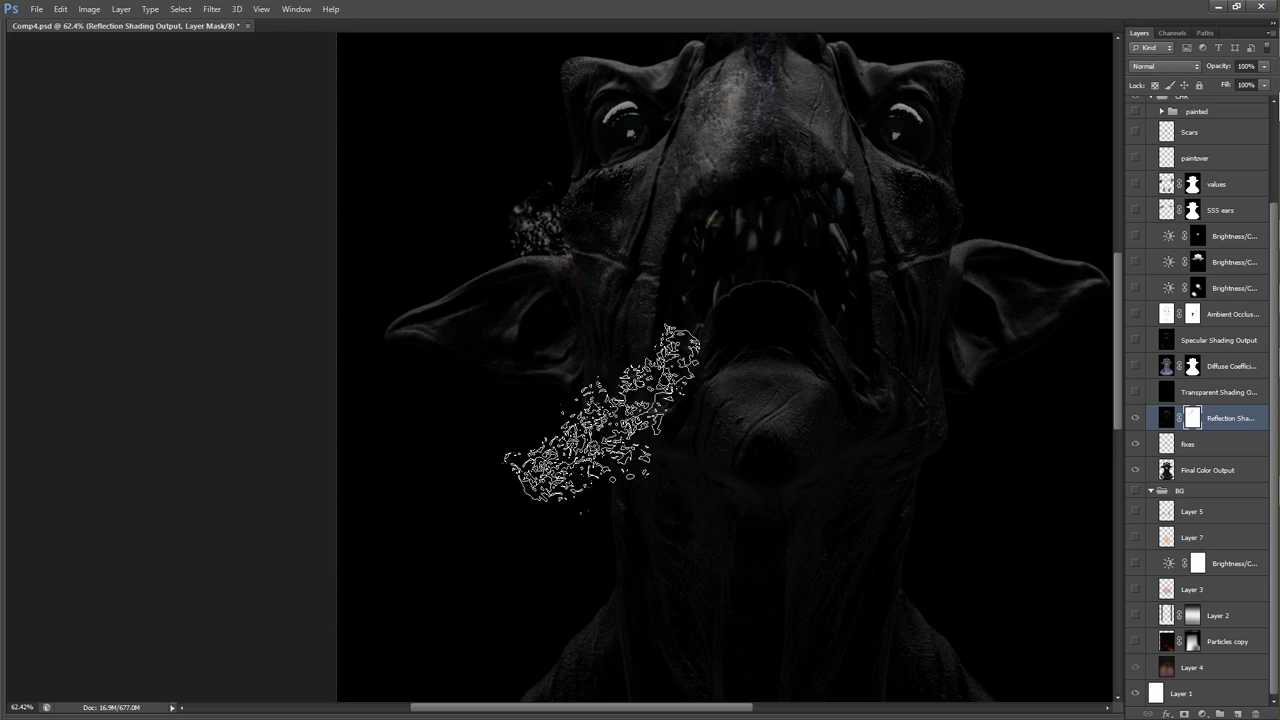 Ps File Edit Image Layer Type Select Filter 3D View Window Help
Comp4.psd @ 62.4% (Reflection Shading Output, Layer Mask/8) * ×
Layers Channels Paths
Kind
Normal Opacity: 100%
Lock: Fill: 100%
painted
Scars
paintover
values
SSS ears
Brightness/C...
Brightness/C...
Brightness/C...
Ambient Occlus...
Specular Shading Output
Diffuse Coeffici...
Transparent Shading O...
Reflection Sha...
fixes
Final Color Output
BG
Layer 5
Layer 7
Brightness/C...
Layer 3
Layer 2
Particles copy
Layer 4
Layer 1
62.42% Doc: 16.9M/677.0M